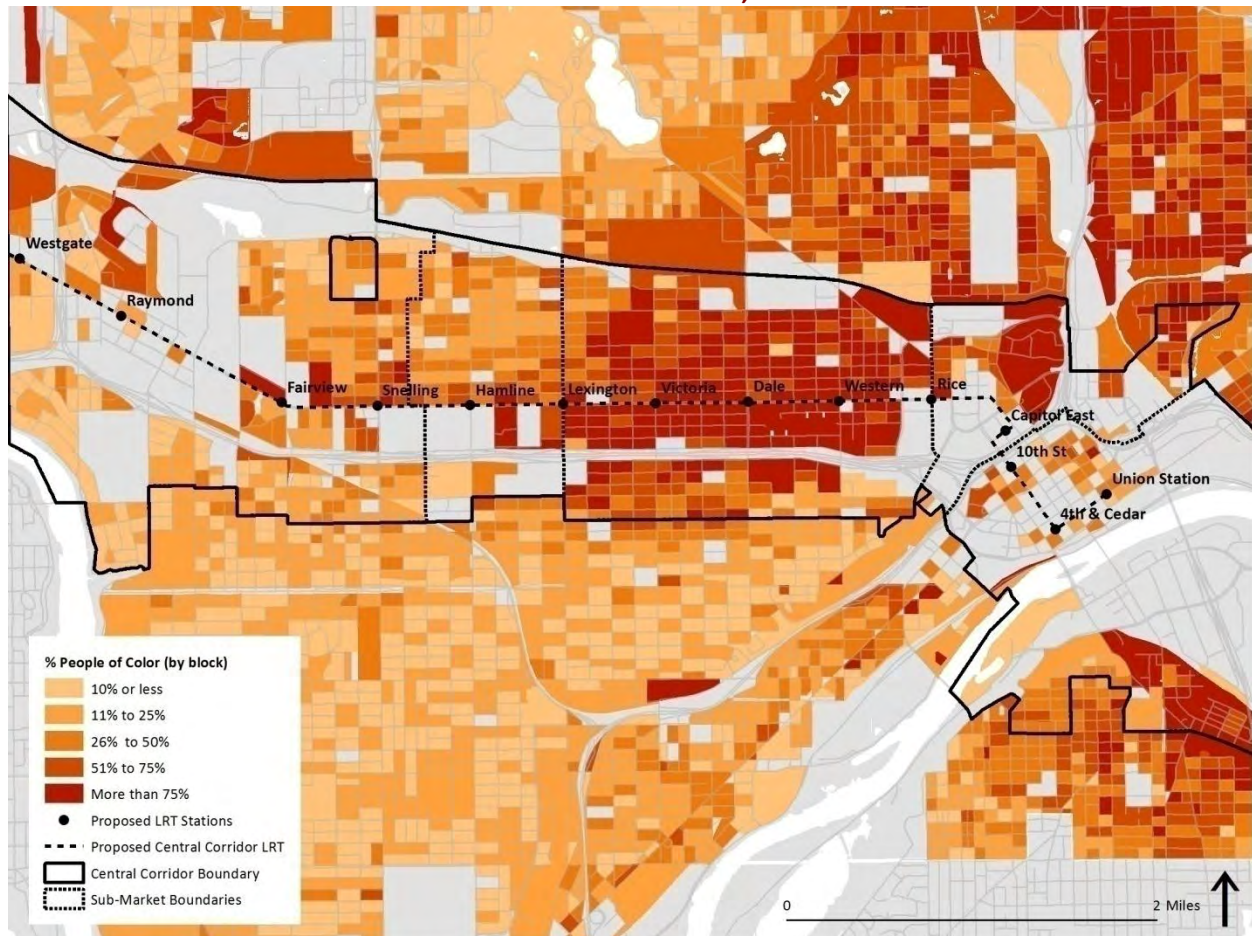 Westgate
Raymond
Fairview
Snelling
Hamline
Lexington
Victoria
Dale
Western
Rice
Capitol East
10th St
Union Station
4th & Cedar
% People of Color (by block)
10% or less
11% to 25%
26% to 50%
51% to 75%
More than 75%
Proposed LRT Stations
Proposed Central Corridor LRT
Central Corridor Boundary
Sub-Market Boundaries
0 2 Miles